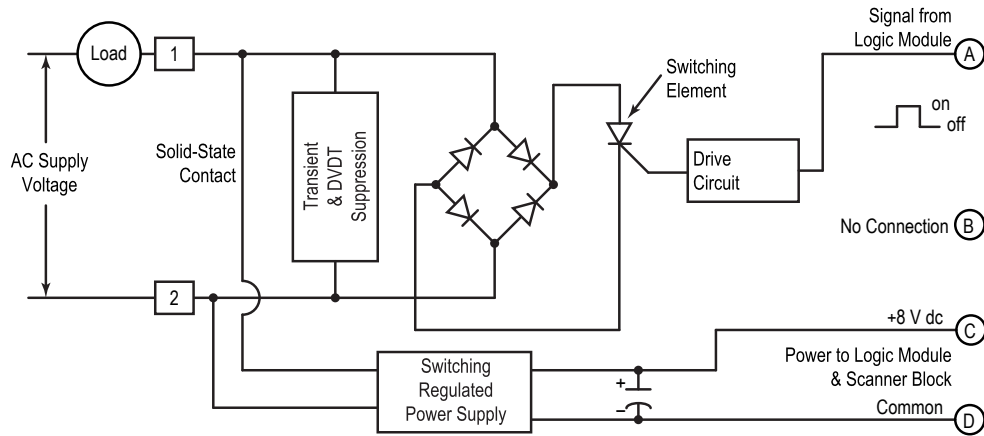 Signal from
Logic Module
A
Load
1
Switching
Element
on
off
AC Supply
Voltage
Solid-State
Contact
Transient
& DVDT
Suppression
Drive
Circuit
No Connection
B
2
+8 V dc
C
Switching
Regulated
Power Supply
+
–
Power to Logic Module
& Scanner Block
Common
D